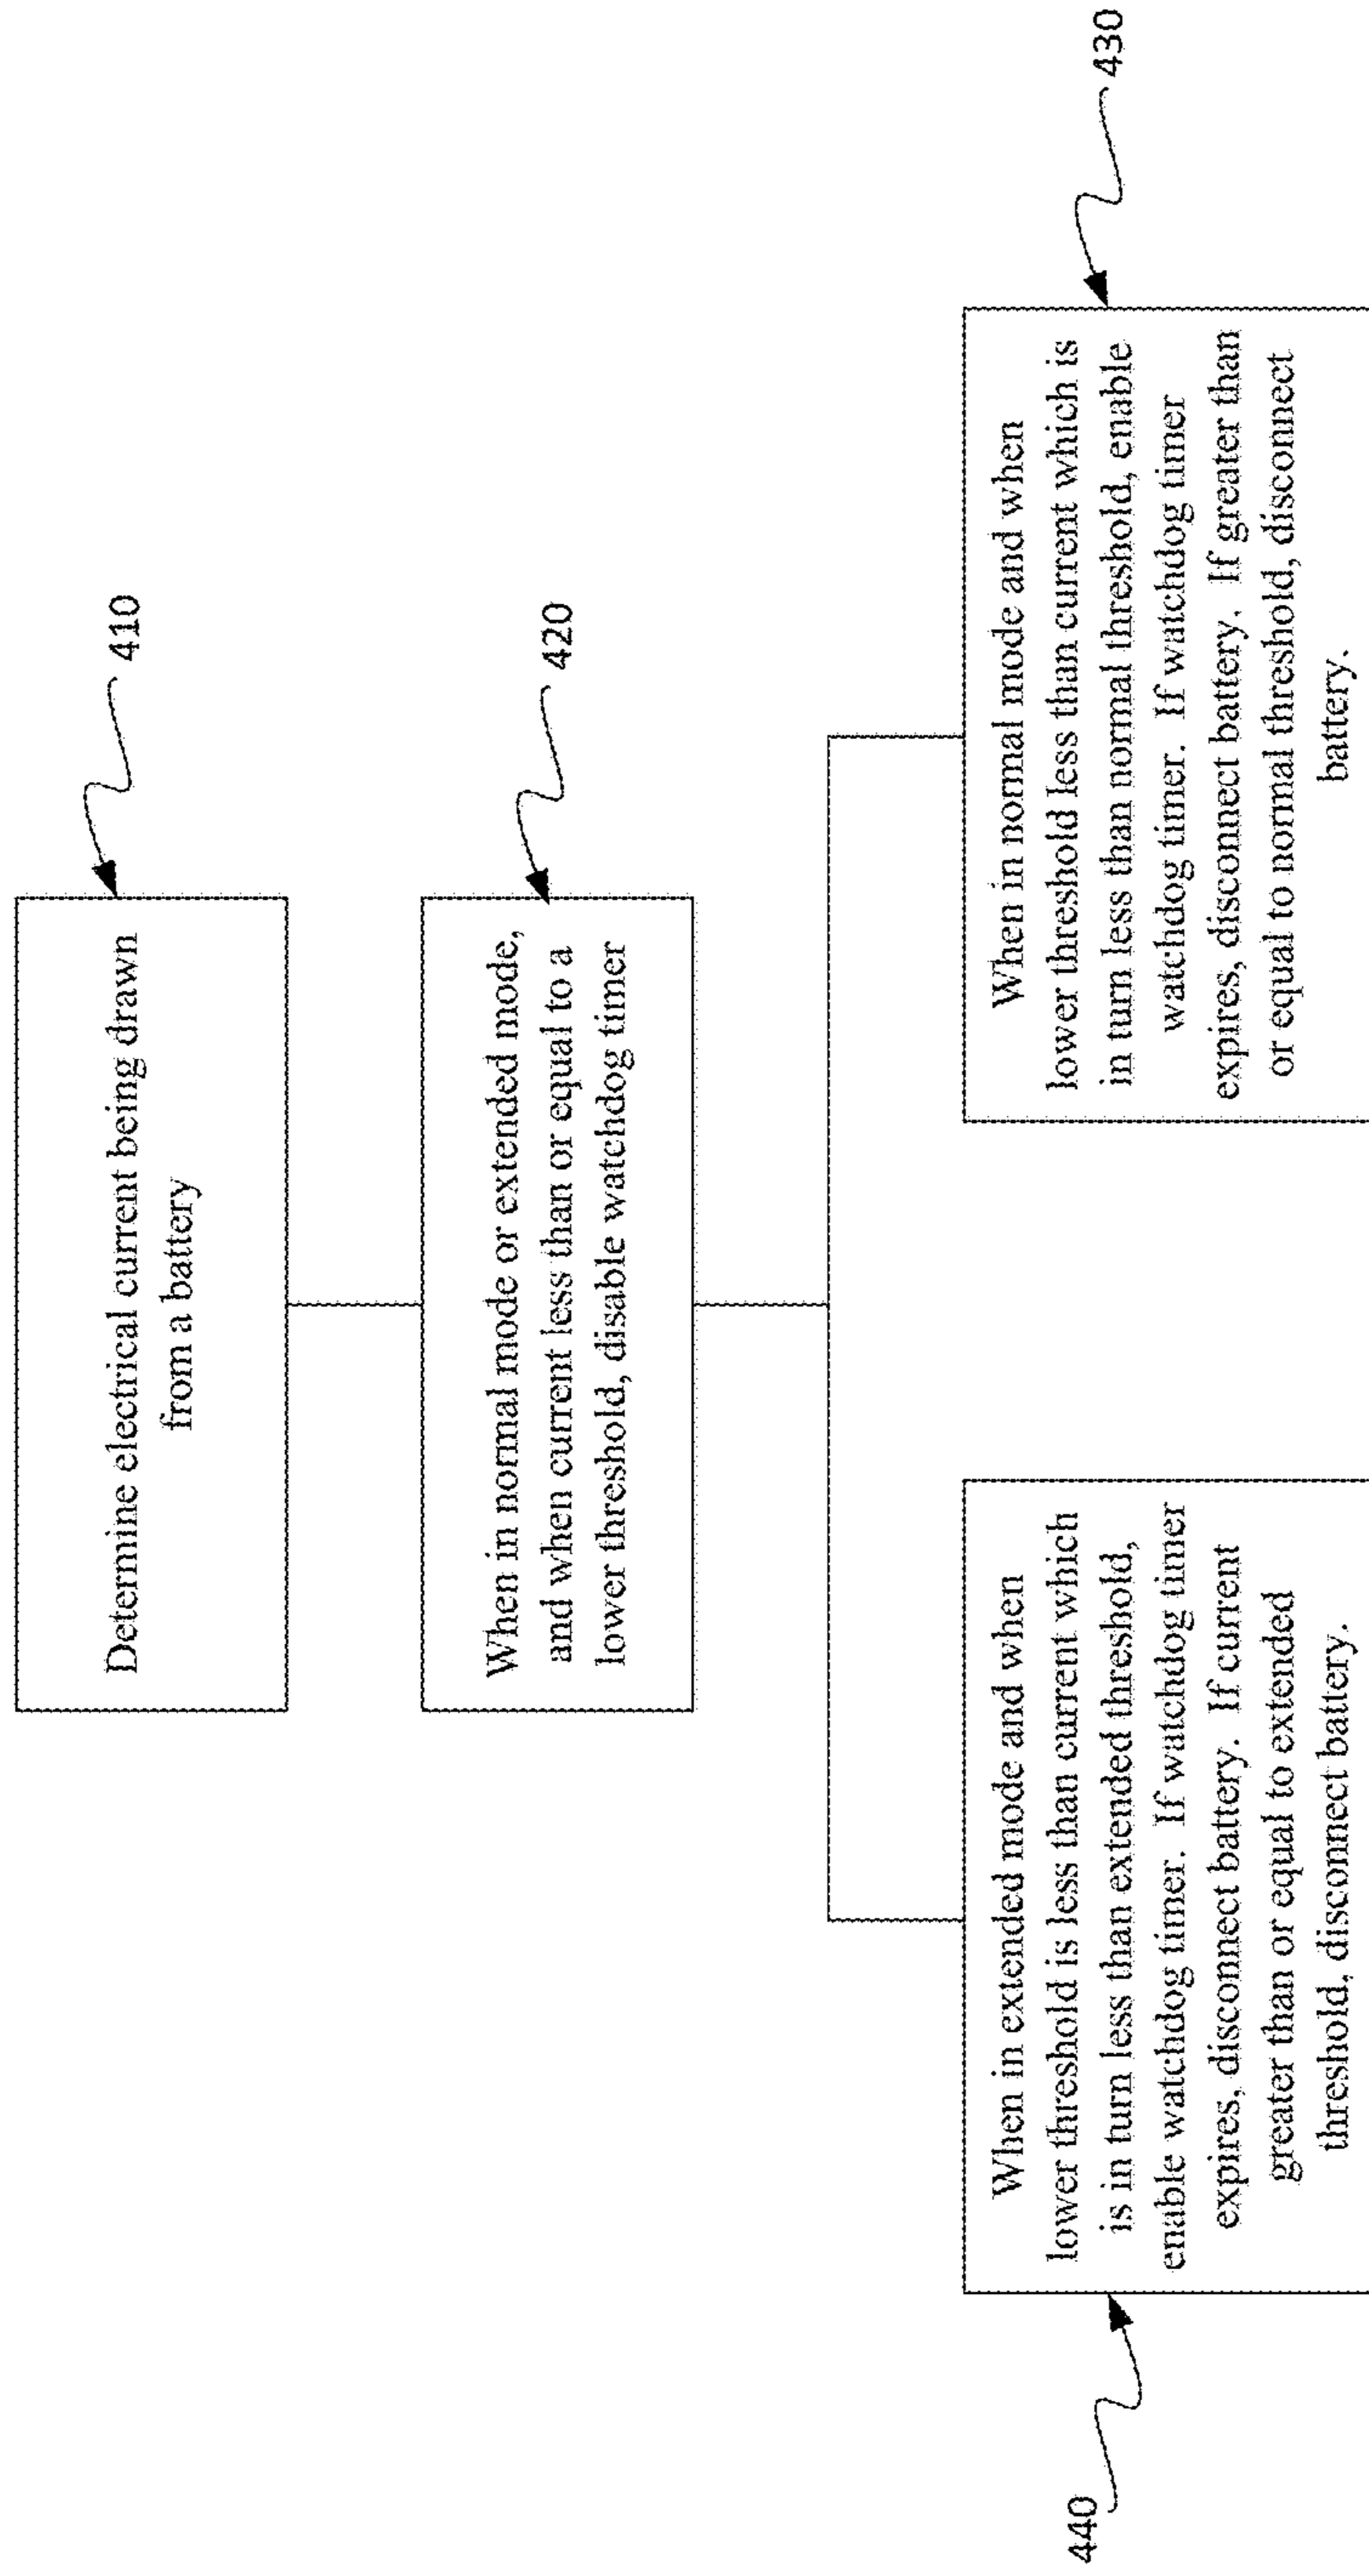 410
Determine electrical current being drawn
from a battery
420
When in normal mode or extended mode,
and when current less than or equal to a
lower threshold, disable watchdog timer
440
When in extended mode and when
lower threshold is less than current which
is in turn less than extended threshold,
enable watchdog timer. If watchdog timer
expires, disconnect battery. If current
greater than or equal to extended
threshold, disconnect battery.
430
When in normal mode and when
lower threshold less than current which is
in turn less than normal threshold, enable
watchdog timer. If watchdog timer
expires, disconnect battery. If greater than
or equal to normal threshold, disconnect
battery.